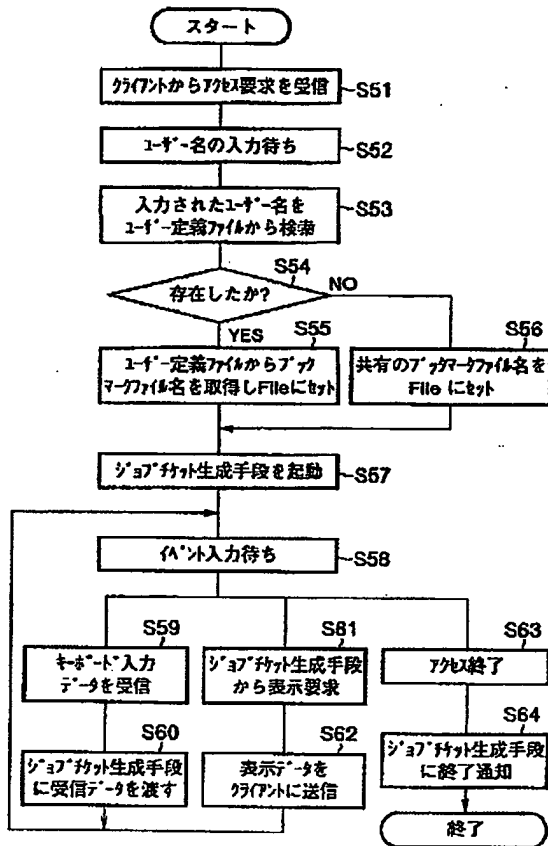 スタート
クライアントからアクセス要求を受信
S51
ユーザー名の入力待ち
S52
入力されたユーザー名を
ユーザー定義ファイルから検索
S53
S54
存在したか?
NO
YES
S55
ユーザー定義ファイルからブック
マークファイル名を取得しFileにセット
S56
共有のブックマークファイル名を
File にセット
ジョブチケット生成手段を起動
S57
イベント入力待ち
S58
S59
キーボード入力
データを受信
S61
ジョブチケット生成手段
から表示要求
S63
アクセス終了
S60
ジョブチケット生成手段
に受信データを渡す
S62
表示データを
クライアントに送信
S64
ジョブチケット生成手段
に終了通知
終了